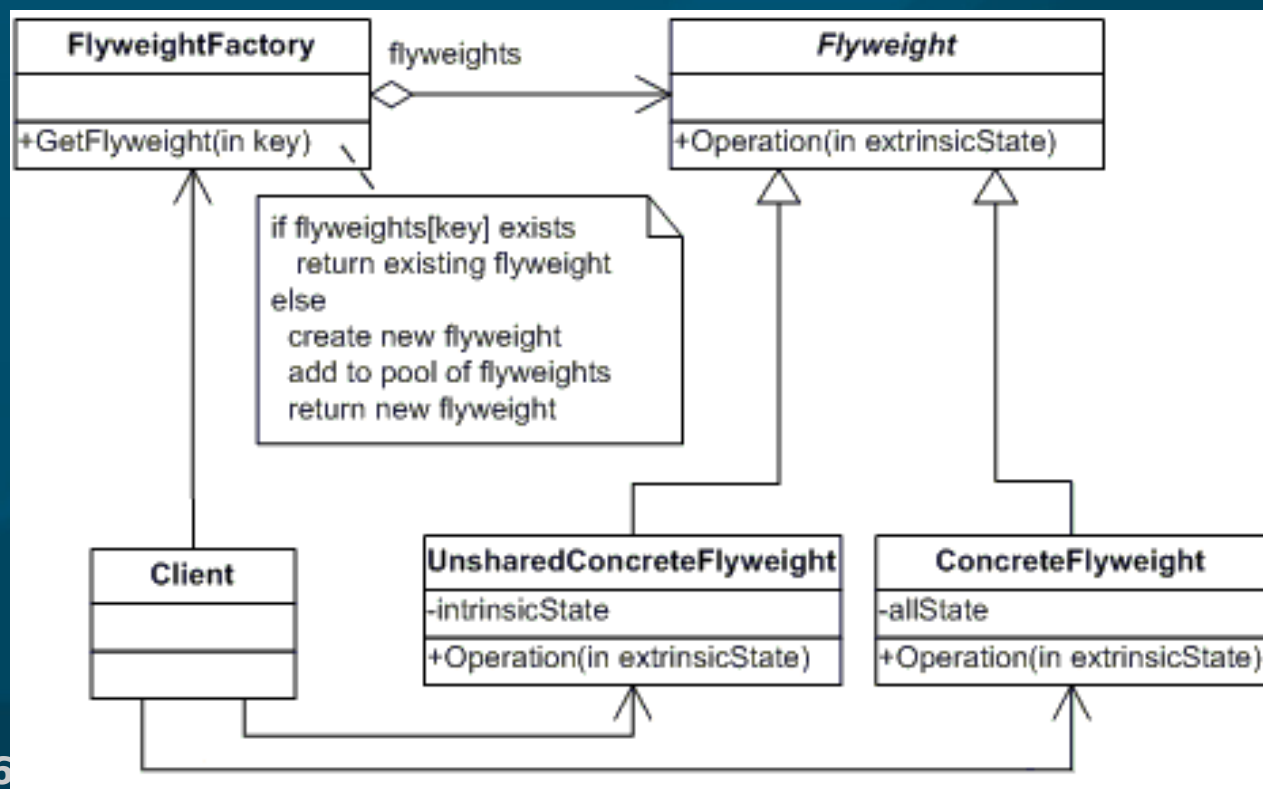 FlyweightFactory
flyweights
Flyweight
+GetFlyweight(in key)
+Operation(in extrinsicState)
if flyweights[key] exists
return existing flyweight
else
create new flyweight
add to pool of flyweights
return new flyweight
Client
UnsharedConcreteFlyweight
-intrinsicState
+Operation(in extrinsicState)
ConcreteFlyweight
-allState
+Operation(in extrinsicState)
6